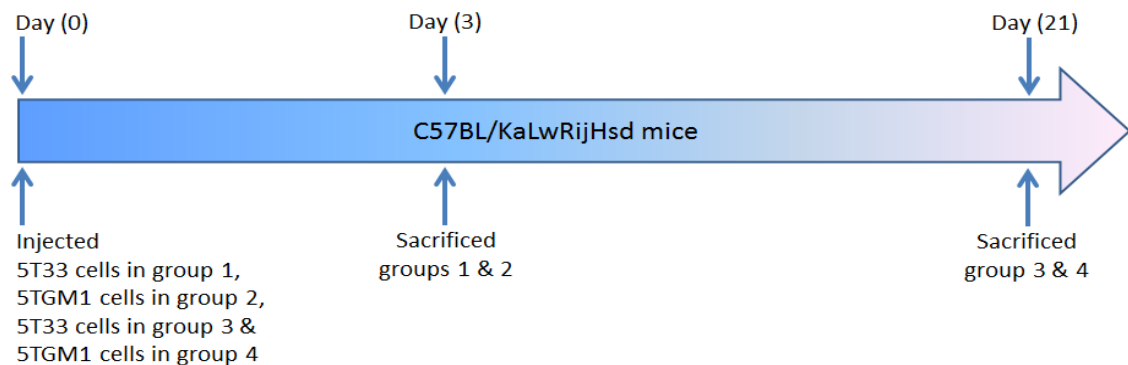 Day (0)
Day (3)
Day (21)
C57BL/KaLwRijHsd mice
Injected
5T33 cells in group 1,
5TGM1 cells in group 2,
5T33 cells in group 3 &
5TGM1 cells in group 4
Sacrificed
groups 1 & 2
Sacrificed
group 3 & 4